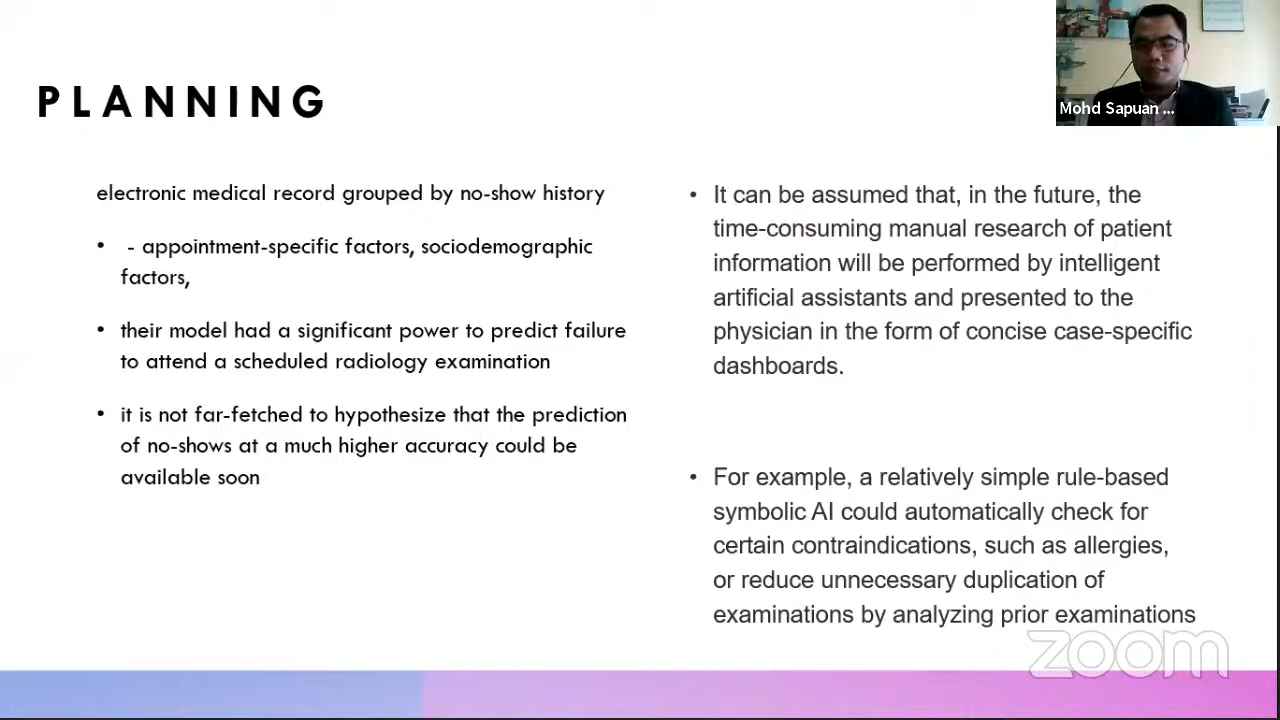 PLANNING
electronic medical record grouped by no-show history
• - appointment-specific factors, sociodemographic
factors,
• their model had a significant power to predict failure
to attend a scheduled radiology examination
• it is not far-fetched to hypothesize that the prediction
of no-shows at a much higher accuracy could be
available soon
• It can be assumed that, in the future, the
time-consuming manual research of patient
information will be performed by intelligent
artificial assistants and presented to the
physician in the form of concise case-specific
dashboards.
• For example, a relatively simple rule-based
symbolic AI could automatically check for
certain contraindications, such as allergies,
or reduce unnecessary duplication of
examinations by analyzing prior examinations
Mohd Sapuan ...
zoom